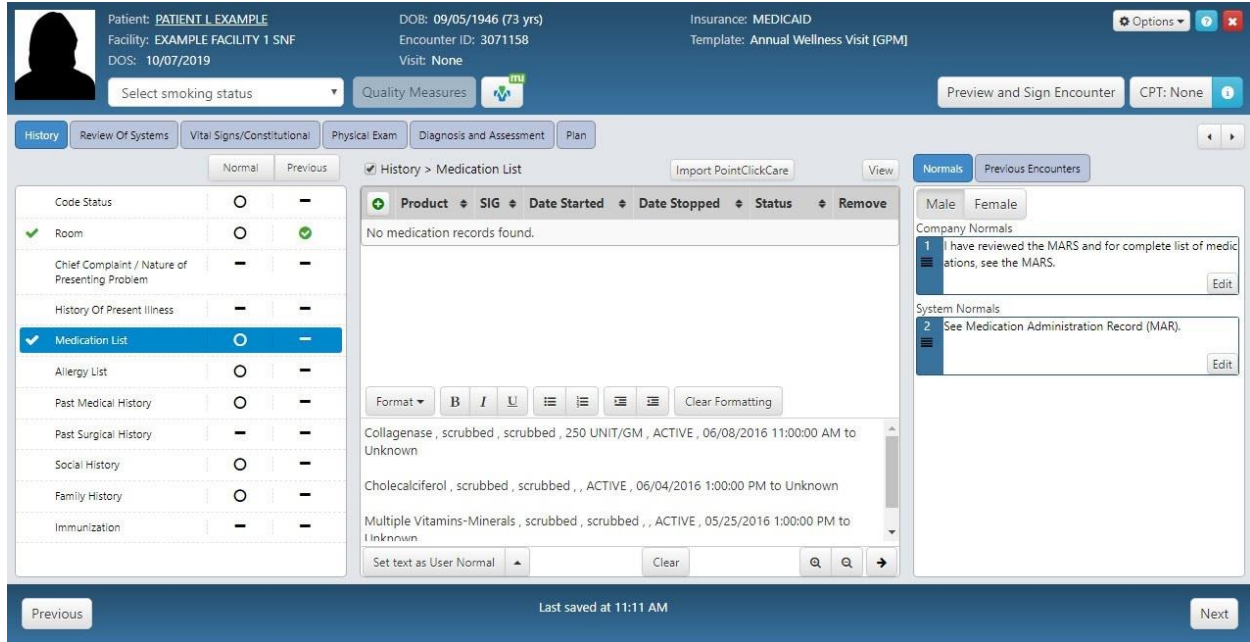 Patient: PATIENT L EXAMPLE
DOB: 09/05/1946 (73 yrs)
Insurance: MEDICAID
Options
Facility: EXAMPLE FACILITY 1 SNF
Encounter ID: 3071158
Template: Annual Wellness Visit [GPM]
DOS: 10/07/2019
Visit: None
Select smoking status
Quality Measures
mu
Preview and Sign Encounter
CPT: None
History
Review Of Systems
Vital Signs/Constitutional
Physical Exam
Diagnosis and Assessment
Plan
Normal
Previous
Code Status
Room
Chief Complaint / Nature of
Presenting Problem
History Of Present Illness
Medication List
Allergy List
Past Medical History
Past Surgical History
Social History
Family History
Immunization
History > Medication List
Import PointClickCare
View
Product
SIG
Date Started
Date Stopped
Status
Remove
No medication records found.
Format
B
I
U
Clear Formatting
Collagenase , scrubbed , scrubbed , 250 UNIT/GM , ACTIVE , 06/08/2016 11:00:00 AM to
Unknown
Cholecalciferol , scrubbed , scrubbed , , ACTIVE , 06/04/2016 1:00:00 PM to Unknown
Multiple Vitamins-Minerals , scrubbed , scrubbed , , ACTIVE , 05/25/2016 1:00:00 PM to
Unknown
Set text as User Normal
Clear
Normals
Previous Encounters
Male
Female
Company Normals
1
I have reviewed the MARS and for complete list of medic
ations, see the MARS.
Edit
System Normals
2
See Medication Administration Record (MAR).
Edit
Previous
Last saved at 11:11 AM
Next